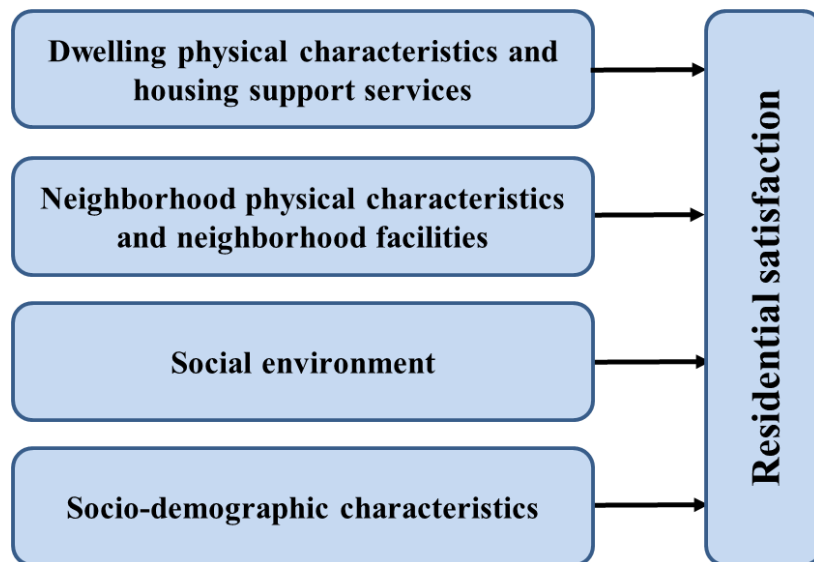 Dwelling physical characteristics and
housing support services
Neighborhood physical characteristics
and neighborhood facilities
Social environment
Socio-demographic characteristics
Residential satisfaction